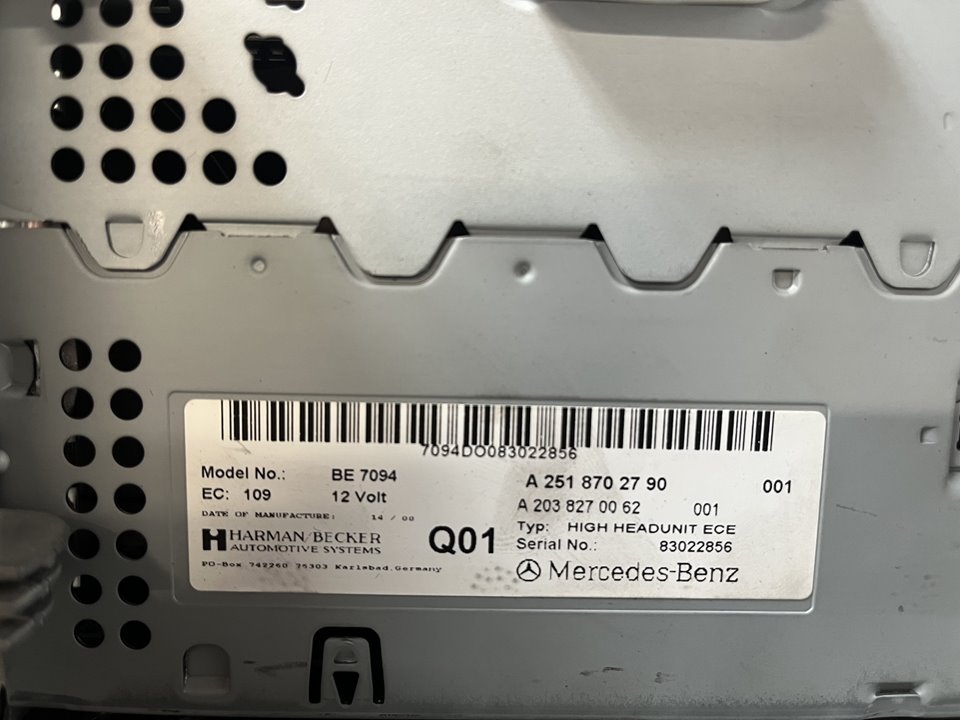 7094DO083022856
Model No.: BE 7094
EC: 109 12 Volt
DATE OF MANUFACTURE:
HARMAN/BECKER
AUTOMOTIVE SYSTEMS
PO-Box 742260 76303 Karlsbad, Germany
Q01
A 251 870 27 90 001
A 203 827 00 62 001
Typ: HIGH HEADUNIT ECE
Serial No.: 83022856
Mercedes-Benz